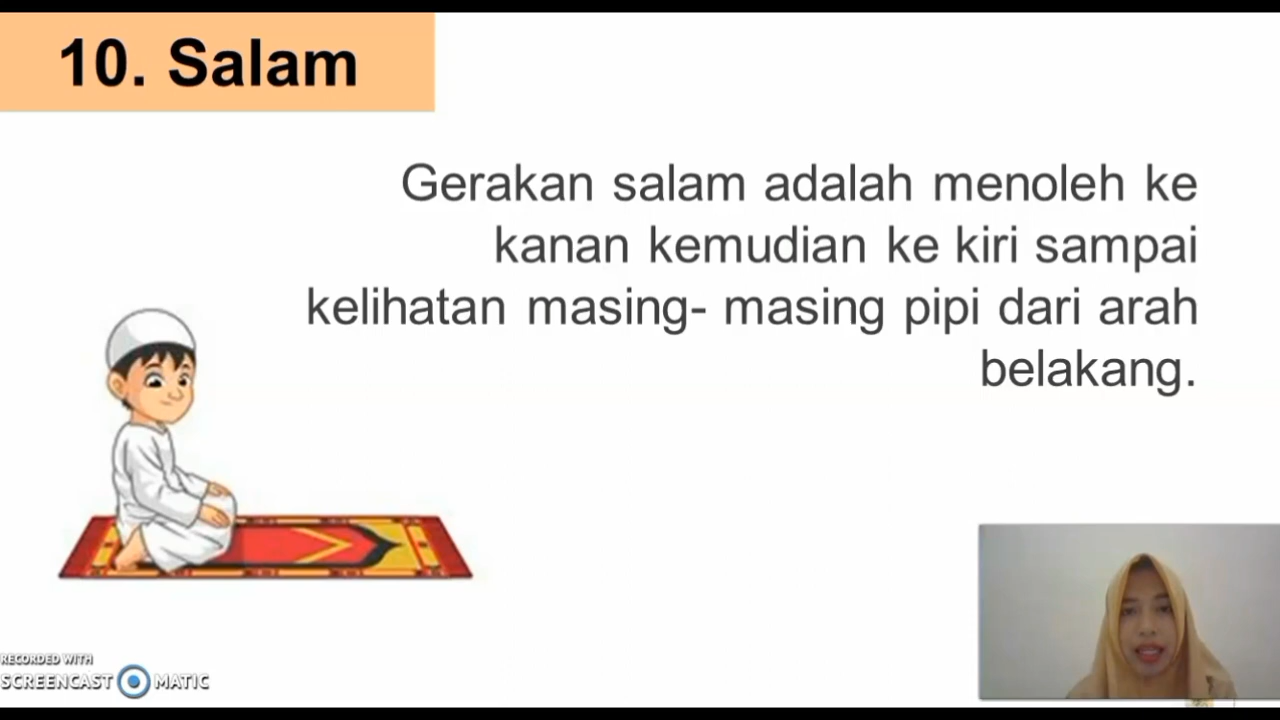 10. Salam
Gerakan salam adalah menoleh ke
kanan kemudian ke kiri sampai
kelihatan masing- masing pipi dari arah
belakang.
RECORDED WITH
SCREENCAST MATIC